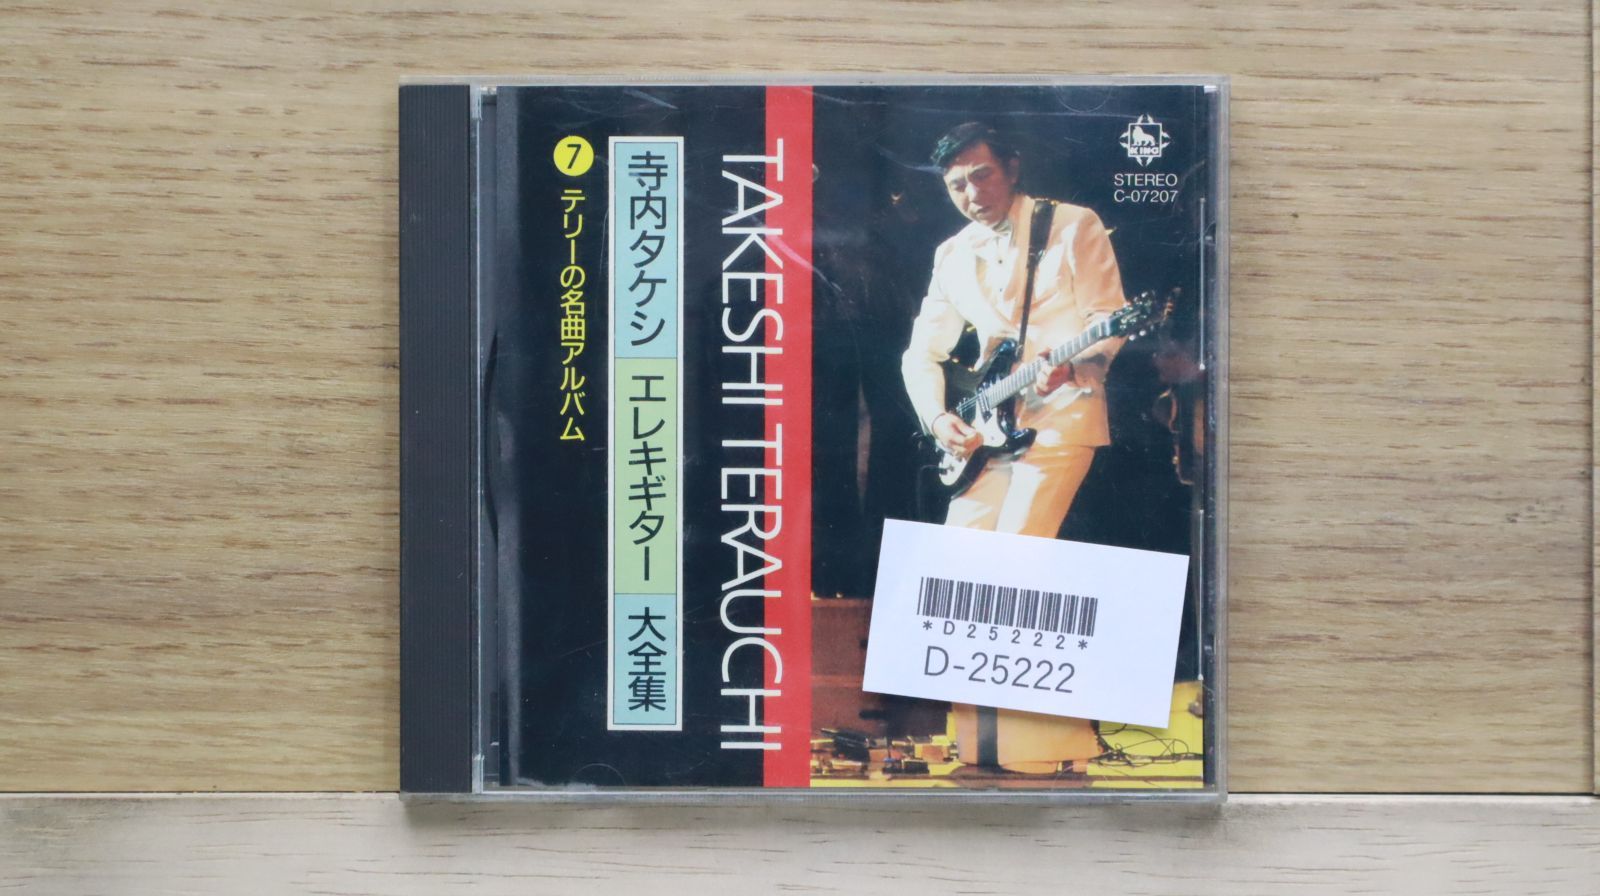 KING
STEREO
C-07207
TAKESHI TERAUCHI
寺内タケシ エレキギター 大全集
7 テリーの名曲アルバム
*D25222*
D-25222